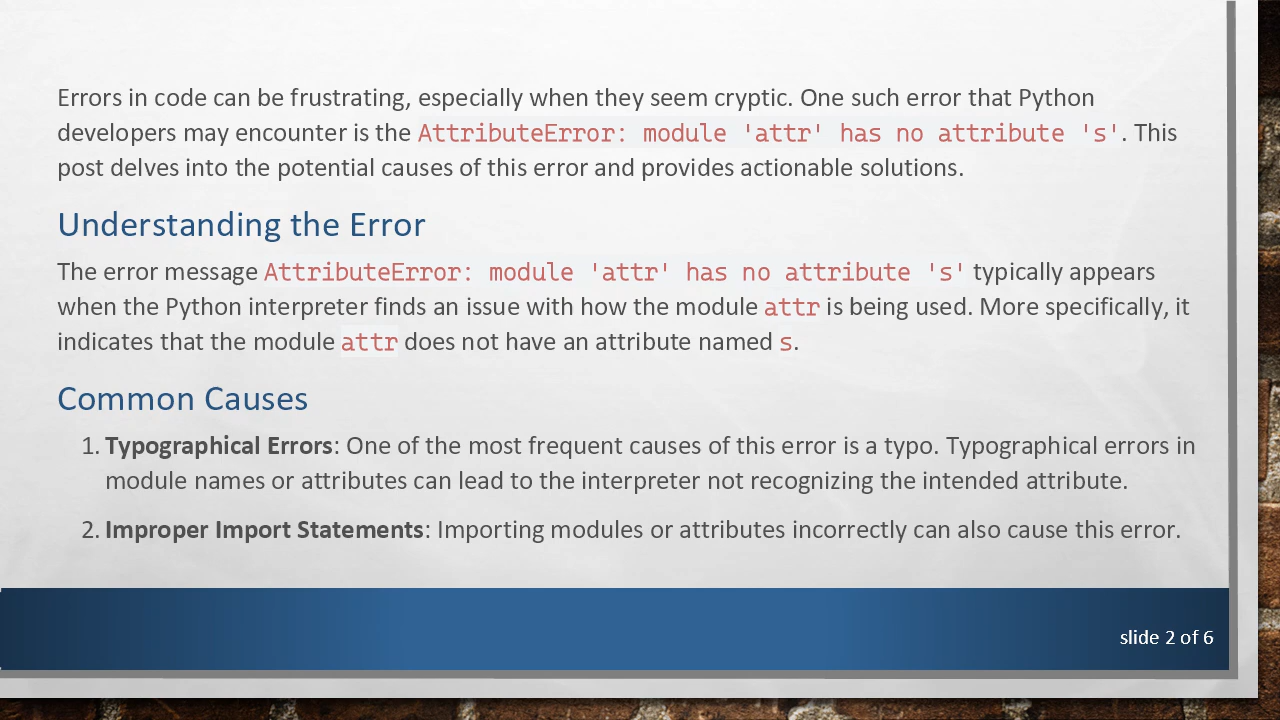 Errors in code can be frustrating, especially when they seem cryptic. One such error that Python
developers may encounter is the AttributeError: module 'attr' has no attribute 's'. This
post delves into the potential causes of this error and provides actionable solutions.
Understanding the Error
The error message AttributeError: module 'attr' has no attribute 's' typically appears
when the Python interpreter finds an issue with how the module attr is being used. More specifically, it
indicates that the module attr does not have an attribute named s.
Common Causes
1. Typographical Errors: One of the most frequent causes of this error is a typo. Typographical errors in
module names or attributes can lead to the interpreter not recognizing the intended attribute.
2. Improper Import Statements: Importing modules or attributes incorrectly can also cause this error.
slide 2 of 6